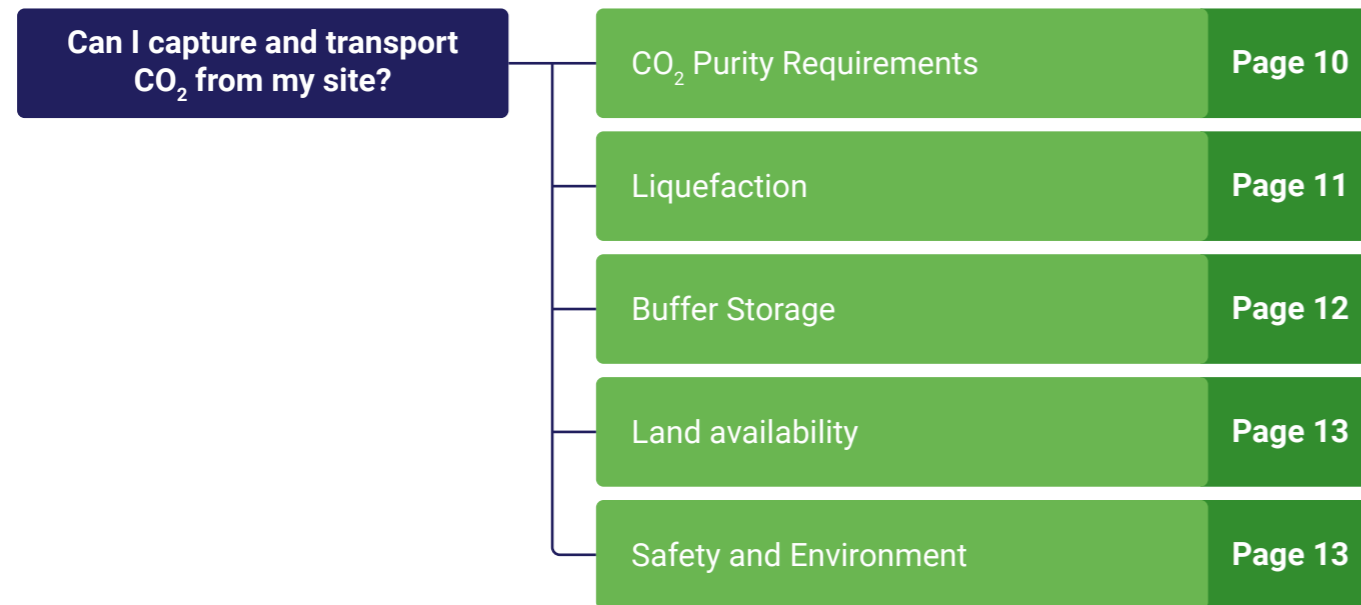 Can I capture and transport
CO₂ from my site?
CO₂ Purity Requirements
Page 10
Liquefaction
Page 11
Buffer Storage
Page 12
Land availability
Page 13
Safety and Environment
Page 13